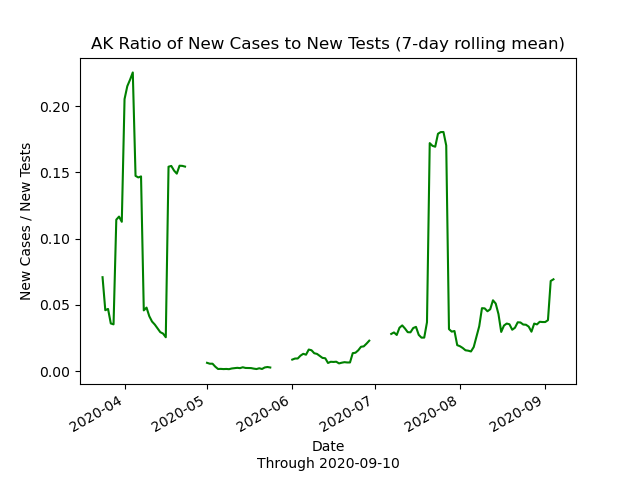 AK Ratio of New Cases to New Tests (7-day rolling mean)
New Cases / New Tests
0.20
0.15
0.10
0.05
0.00
2020-04
2020-05
2020-06
2020-07
2020-08
2020-09
Date
Through 2020-09-10